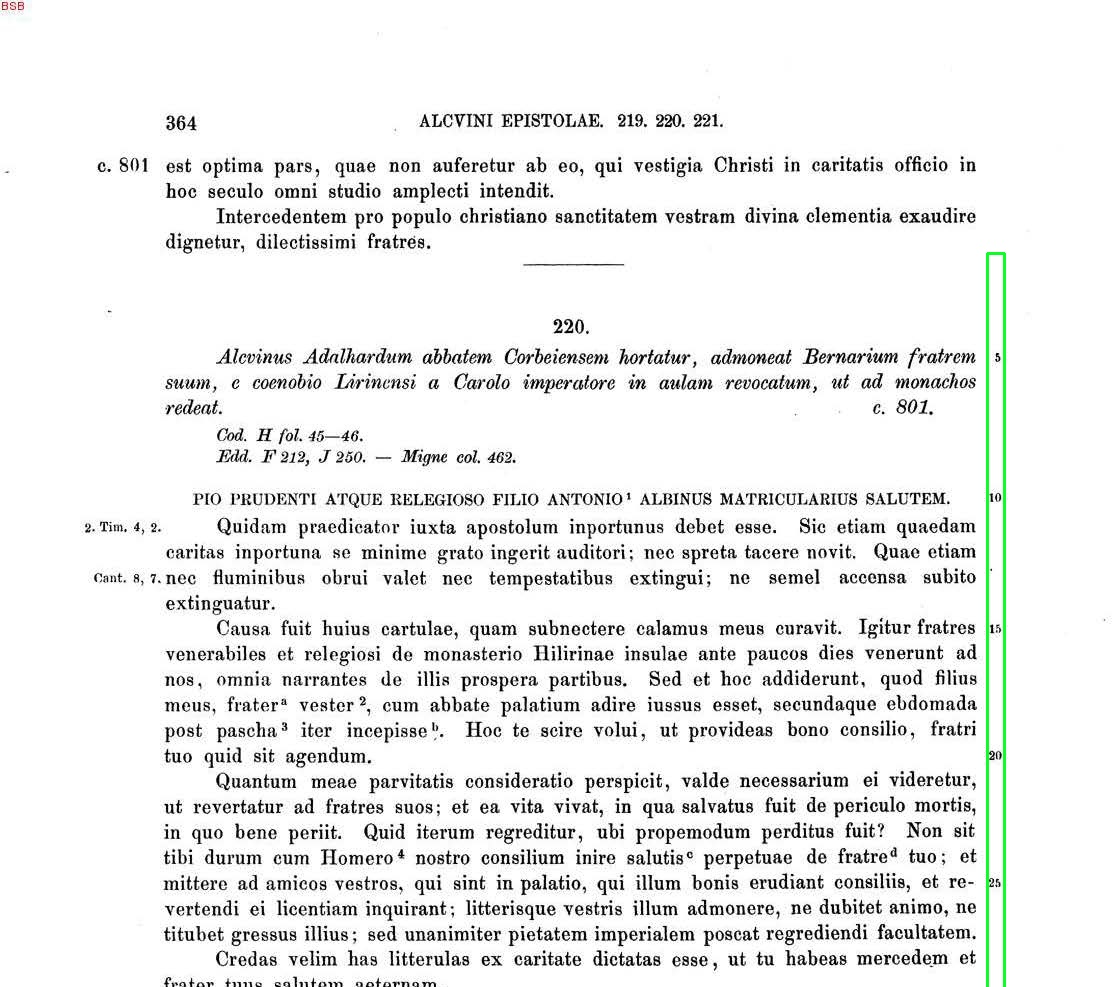 BSB
364 ALCVINI EPISTOLAE. 219. 220. 221.
c. 801 est optima pars, quae non auferetur ab eo, qui vestigia Christi in caritatis officio in
hoc seculo omni studio amplecti intendit.
Intercedentem pro populo christiano sanctitatem vestram divina clementia exaudire
dignetur, dilectissimi fratres.
220.
Alcvinus Adalhardum abbatem Corbeiensem hortatur, admoneat Bernarium fratrem 5
suum, e coenobio Lirinensi a Carolo imperatore in aulam revocatum, ut ad monachos
redeat. c. 801.
Cod. H fol. 45—46.
Edd. F 212, J 250. — Migne col. 462.
PIO PRUDENTI ATQUE RELEGIOSO FILIO ANTONIO¹ ALBINUS MATRICULARIUS SALUTEM. 10
2. Tim. 4, 2. Quidam praedicator iuxta apostolum inportunus debet esse. Sic etiam quaedam
caritas inportuna se minime grato ingerit auditori; nec spreta tacere novit. Quae etiam
Cant. 8, 7. nec fluminibus obrui valet nec tempestatibus extingui; ne semel accensa subito
extinguatur.
Causa fuit huius cartulae, quam subnectere calamus meus curavit. Igitur fratres 15
venerabiles et relegiosi de monasterio Hilirinae insulae ante paucos dies venerunt ad
nos, omnia narrantes de illis prospera partibus. Sed et hoc addiderunt, quod filius
meus, fraterᵃ vester², cum abbate palatium adire iussus esset, secundaque ebdomada
post pascha³ iter incepisseᵇ. Hoc te scire volui, ut provideas bono consilio, fratri
tuo quid sit agendum. 20
Quantum meae parvitatis consideratio perspicit, valde necessarium ei videretur,
ut revertatur ad fratres suos; et ea vita vivat, in qua salvatus fuit de periculo mortis,
in quo bene periit. Quid iterum regreditur, ubi propemodum perditus fuit? Non sit
tibi durum cum Homero⁴ nostro consilium inire salutisᶜ perpetuae de fratreᵈ tuo; et
mittere ad amicos vestros, qui sint in palatio, qui illum bonis erudiant consiliis, et re- 25
vertendi ei licentiam inquirant; litterisque vestris illum admonere, ne dubitet animo, ne
titubet gressus illius; sed unanimiter pietatem imperialem poscat regrediendi facultatem.
Credas velim has litterulas ex caritate dictatas esse, ut tu habeas mercedem et
frater tuus salutem aeternam.